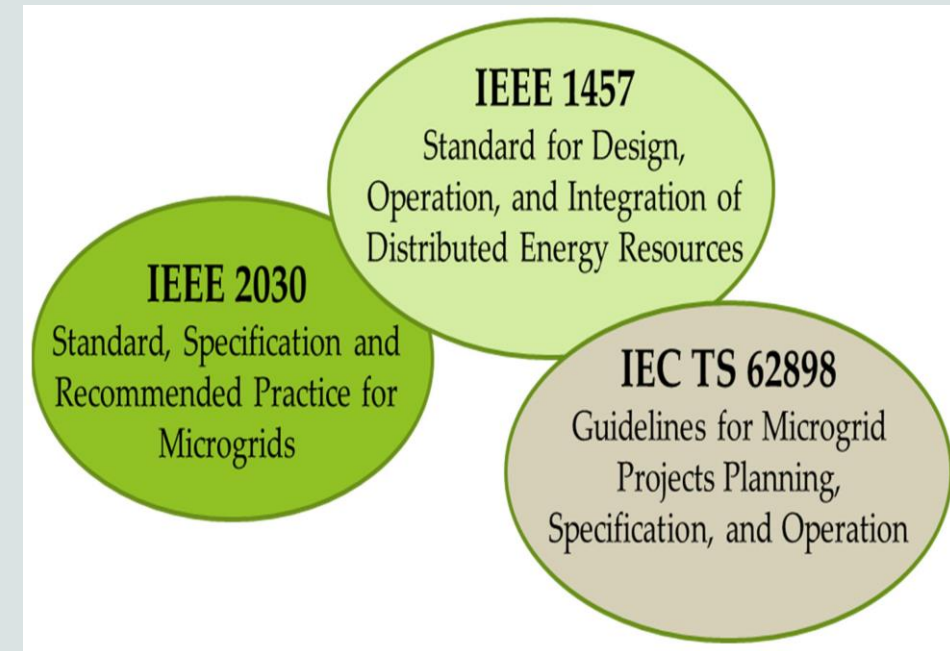 IEEE 1457
Standard for Design,
Operation, and Integration of
Distributed Energy Resources
IEEE 2030
Standard, Specification and
Recommended Practice for
Microgrids
IEC TS 62898
Guidelines for Microgrid
Projects Planning,
Specification, and Operation